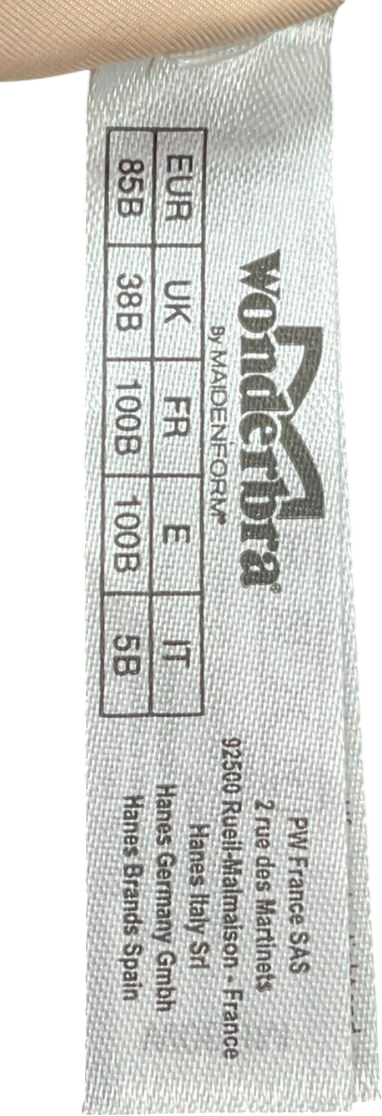 Wonderbra®
By MAIDENFORM®
EUR UK FR E IT
85B 38B 100B 100B 5B
PW France SAS
2 rue des Martinets
92500 Rueil-Malmaison - France
Hanes Italy Srl
Hanes Germany Gmbh
Hanes Brands Spain